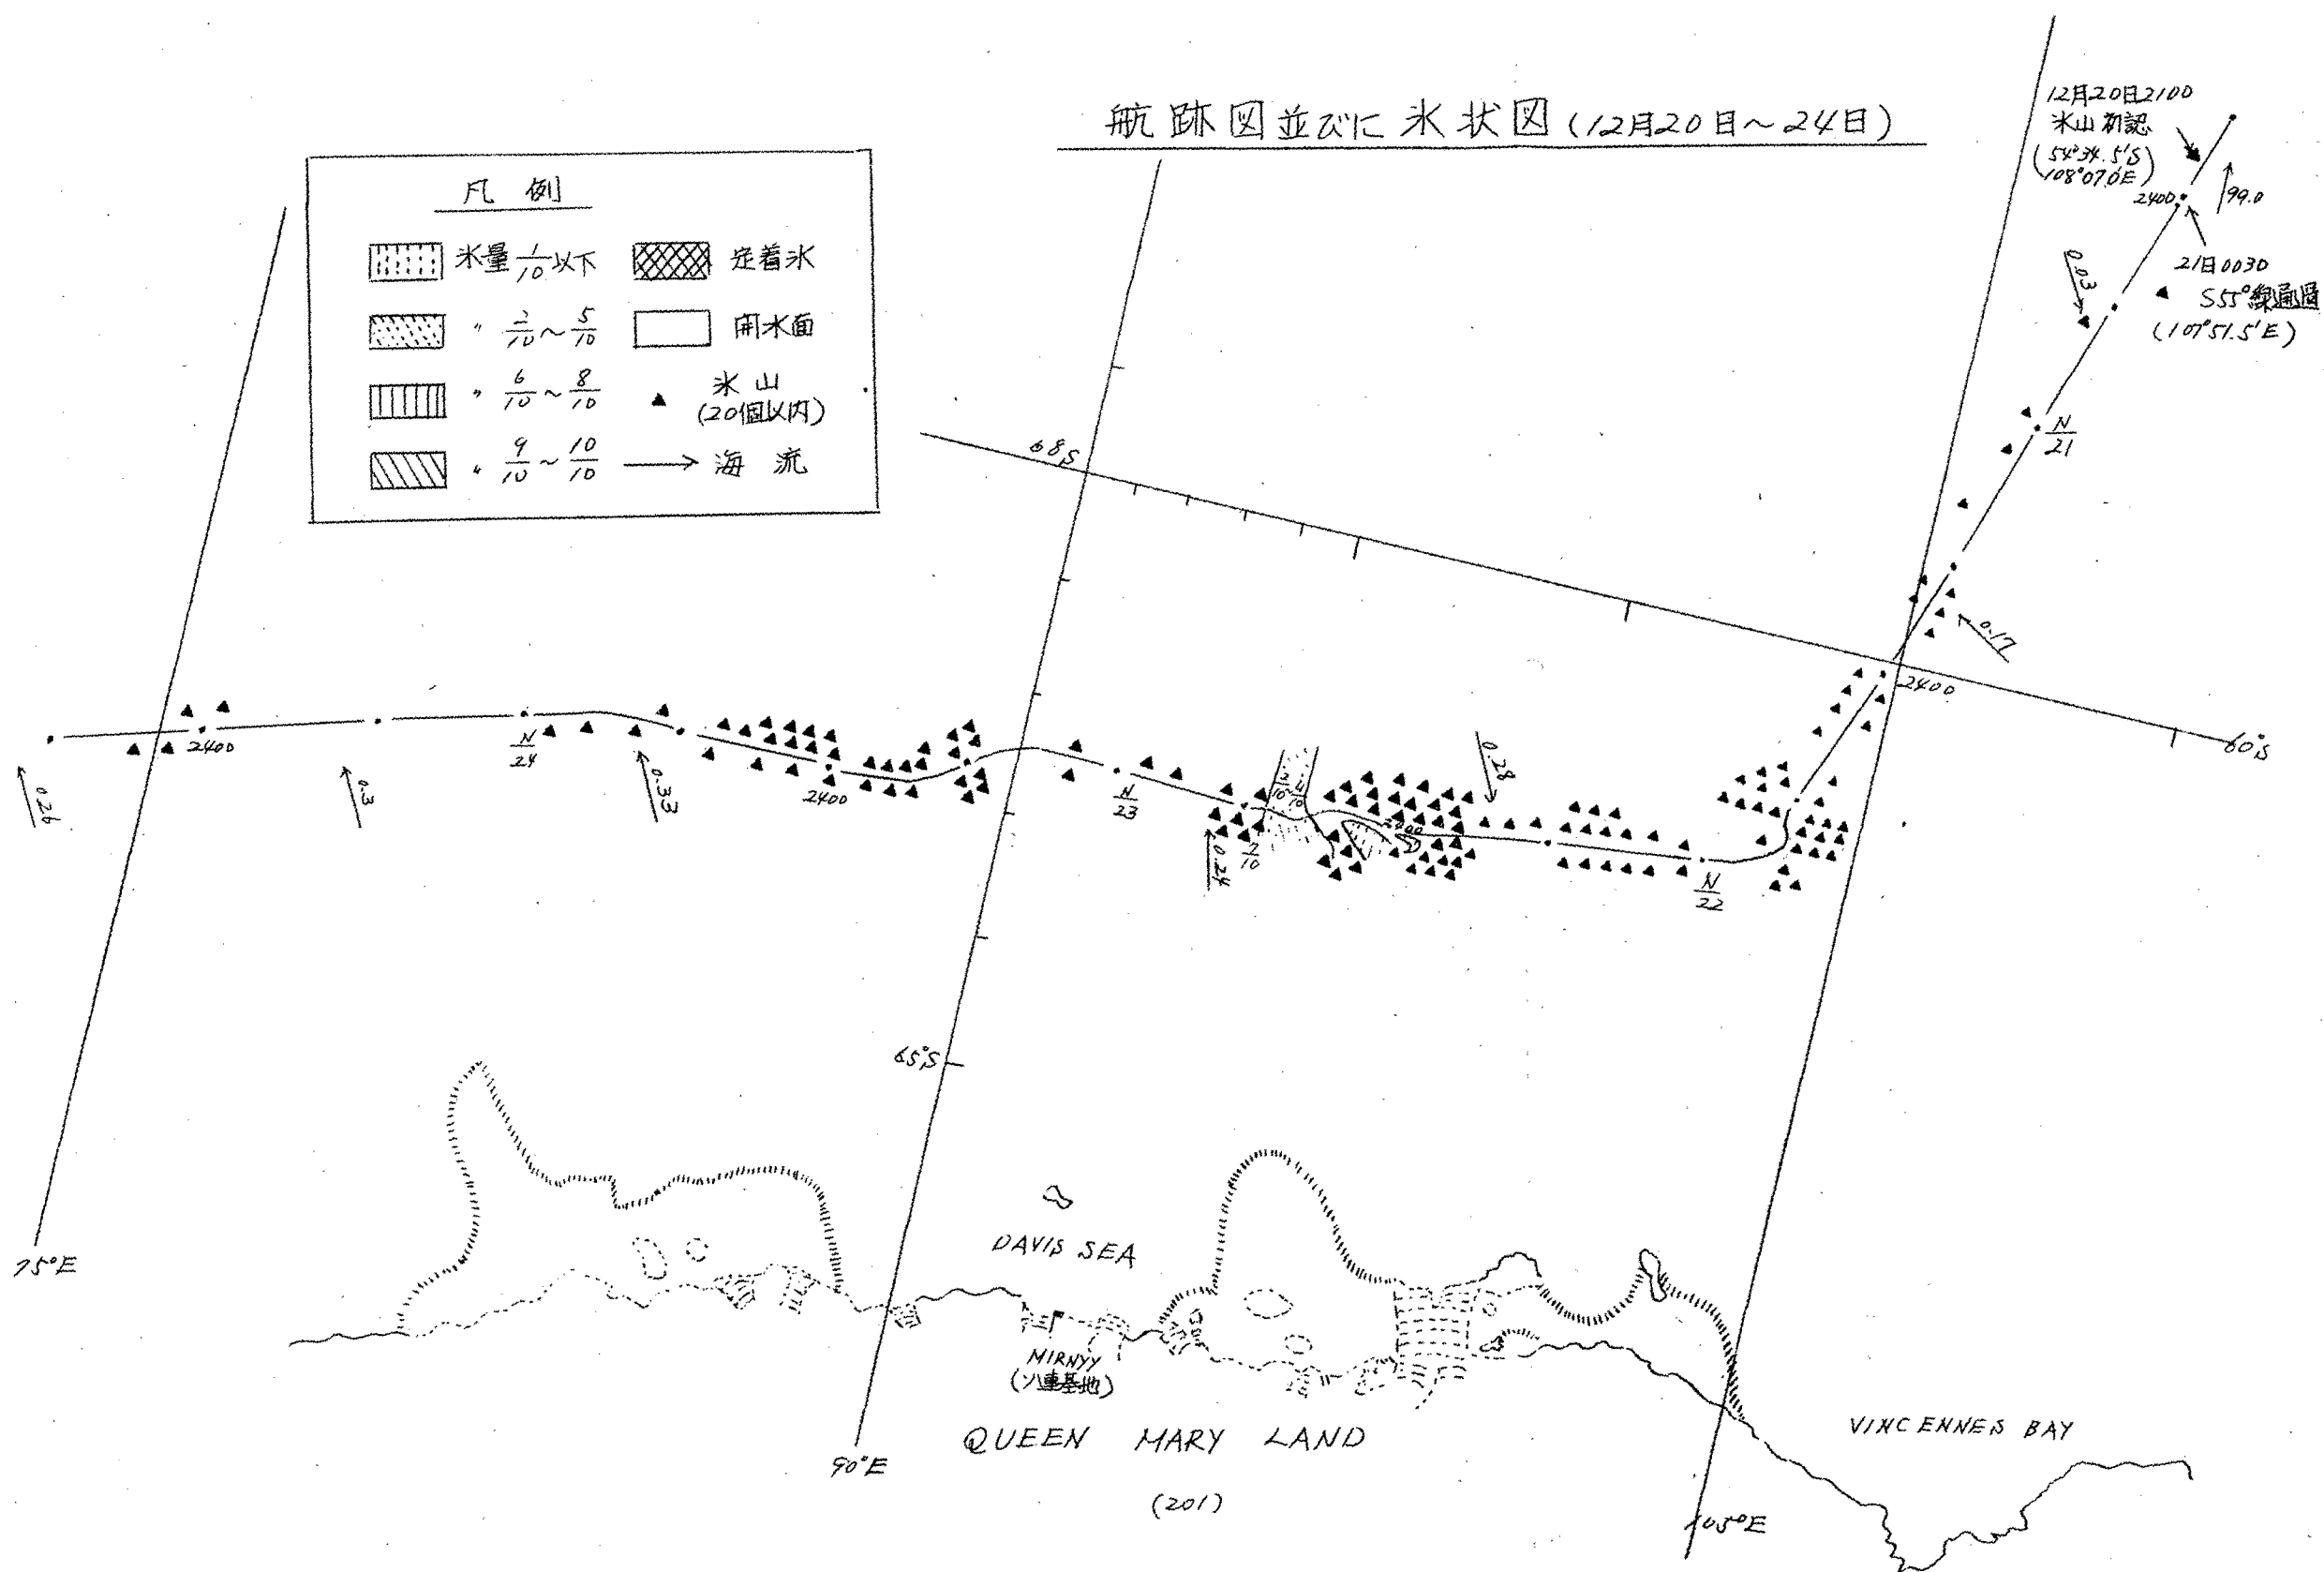 航跡図並びに氷状図(12月20日～24日)
凡例
氷量 1/10 以下
〃 2/10 ～ 5/10
〃 6/10 ～ 8/10
〃 9/10 ～ 10/10
定着氷
開水面
▲ 氷山
(20個以内)
→ 海流
12月20日2100
氷山初認
(54°34.5'S)
(108°07.0'E)
2400
99.0
21日0030
S55°線通過
(107°51.5'E)
0.03
N/21
0.17
2400
60°S
68S
N/22
0.28
2400
2/10
0.24
N/23
2400
0.33
N/24
0.3
2400
0.26
65°S
DAVIS SEA
MIRNYY
(ソ連基地)
QUEEN MARY LAND
VINCENNES BAY
75°E
90°E
105°E
(201)